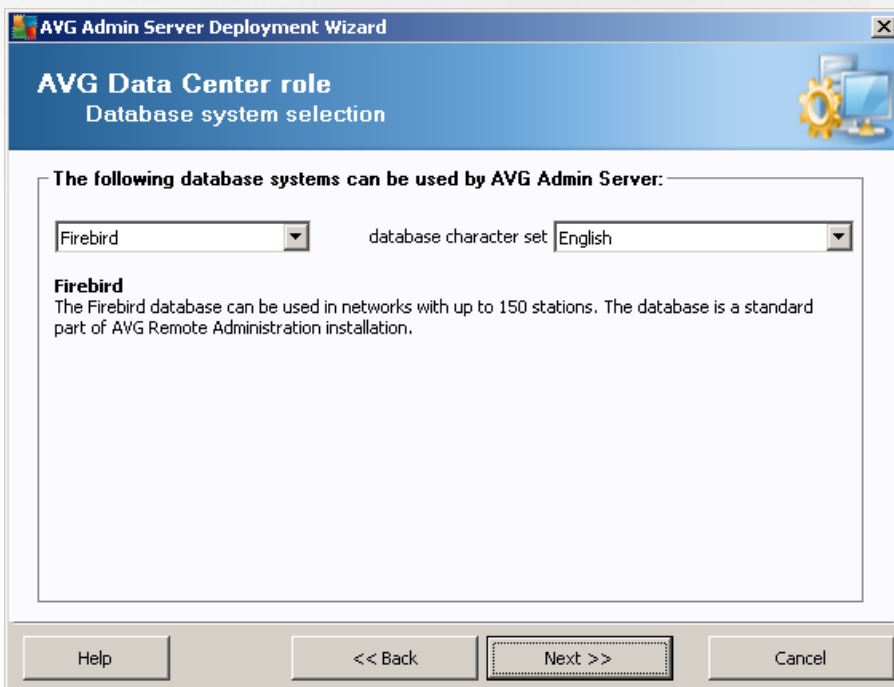 AVG Admin Server Deployment Wizard
AVG Data Center role
Database system selection
The following database systems can be used by AVG Admin Server:
Firebird
database character set English
Firebird
The Firebird database can be used in networks with up to 150 stations. The database is a standard
part of AVG Remote Administration installation.
Help
<< Back
Next >>
Cancel